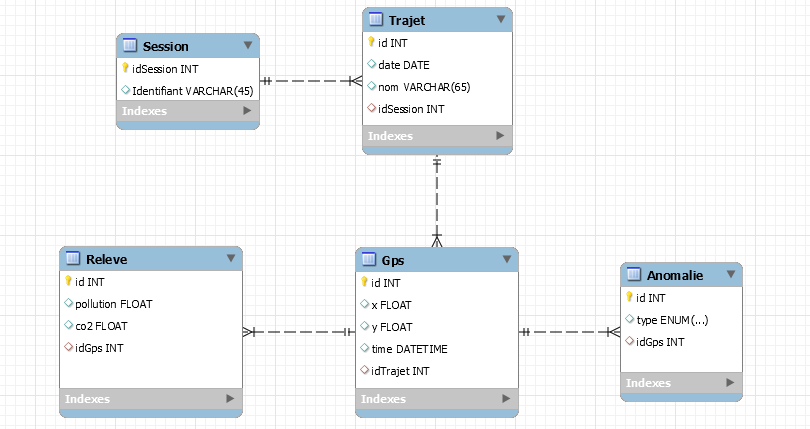 Session
idSession INT
Identifiant VARCHAR(45)
Indexes
Trajet
id INT
date DATE
nom VARCHAR(65)
idSession INT
Indexes
Releve
id INT
pollution FLOAT
co2 FLOAT
idGps INT
Indexes
Gps
id INT
x FLOAT
y FLOAT
time DATETIME
idTrajet INT
Indexes
Anomalie
id INT
type ENUM(...)
idGps INT
Indexes